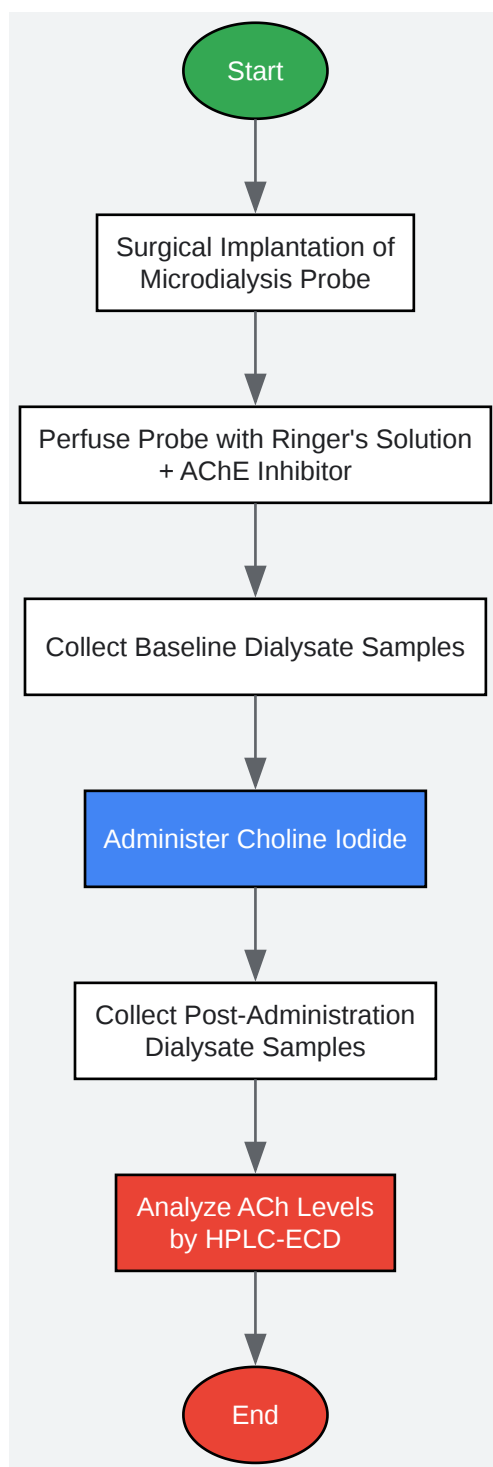 Start
Surgical Implantation of
Microdialysis Probe
Perfuse Probe with Ringer's Solution
+ AChE Inhibitor
Collect Baseline Dialysate Samples
Administer Choline Iodide
Collect Post-Administration
Dialysate Samples
Analyze ACh Levels
by HPLC-ECD
End